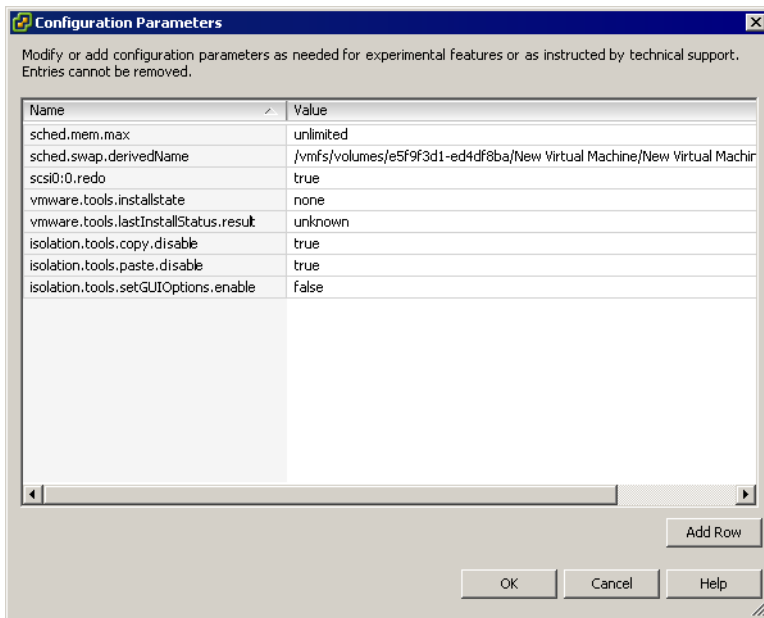 Configuration Parameters
Modify or add configuration parameters as needed for experimental features or as instructed by technical support.
Entries cannot be removed.
Name Value
sched.mem.max unlimited
sched.swap.derivedName /vmfs/volumes/e5f9f3d1-ed4df8ba/New Virtual Machine/New Virtual Machin
scsi0:0.redo true
vmware.tools.installstate none
vmware.tools.lastInstallStatus.result unknown
isolation.tools.copy.disable true
isolation.tools.paste.disable true
isolation.tools.setGUIOptions.enable false
Add Row
OK Cancel Help